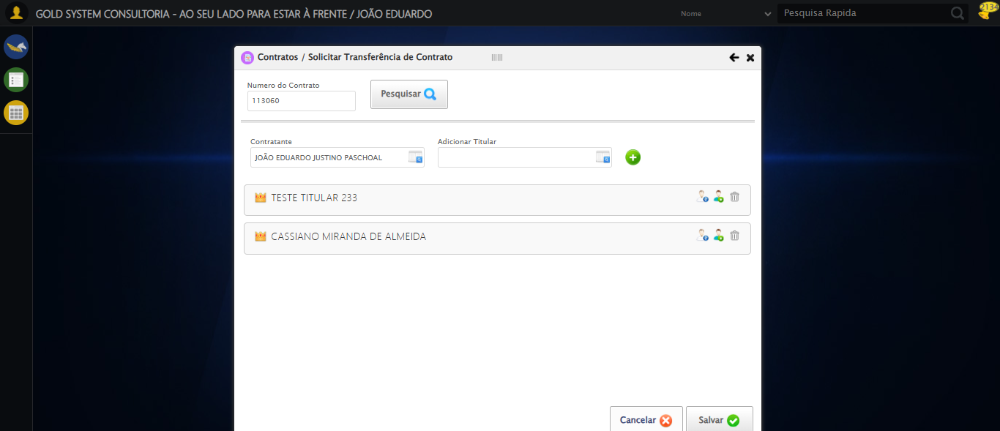 GOLD SYSTEM CONSULTORIA - AO SEU LADO PARA ESTAR À FRENTE / JOÃO EDUARDO
Nome
Pesquisa Rapida
2134
Contratos / Solicitar Transferência de Contrato
Numero do Contrato
113060
Pesquisar
Contratante
Adicionar Titular
JOÃO EDUARDO JUSTINO PASCHOAL
TESTE TITULAR 233
CASSIANO MIRANDA DE ALMEIDA
Cancelar
Salvar